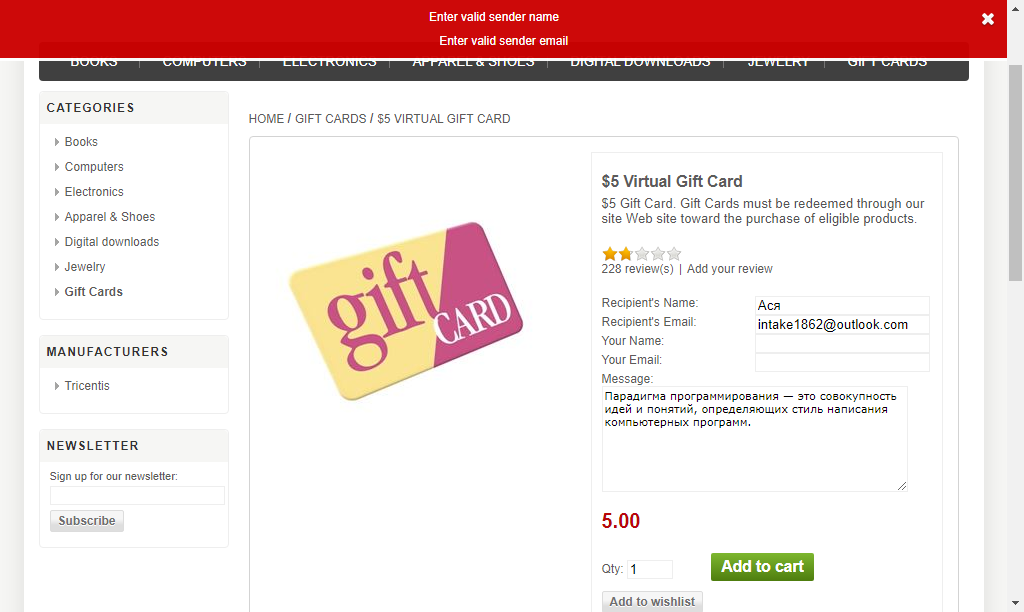 Enter valid sender name
Enter valid sender email
BOOKS COMPUTERS ELECTRONICS APPAREL & SHOES DIGITAL DOWNLOADS JEWELRY GIFT CARDS
CATEGORIES
Books
Computers
Electronics
Apparel & Shoes
Digital downloads
Jewelry
Gift Cards
MANUFACTURERS
Tricentis
NEWSLETTER
Sign up for our newsletter:
Subscribe
HOME / GIFT CARDS / $5 VIRTUAL GIFT CARD
gift
CARD
$5 Virtual Gift Card
$5 Gift Card. Gift Cards must be redeemed through our
site Web site toward the purchase of eligible products.
228 review(s) | Add your review
Recipient's Name: Ася
Recipient's Email: intake1862@outlook.com
Your Name:
Your Email:
Message:
Парадигма программирования — это совокупность
идей и понятий, определяющих стиль написания
компьютерных программ.
5.00
Qty: 1 Add to cart
Add to wishlist